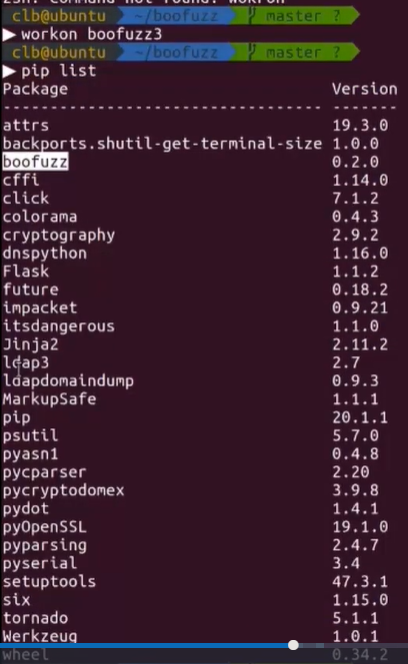 zsh: command not found: wokron
clb@ubuntu ~/boofuzz master ?
workon boofuzz3
clb@ubuntu ~/boofuzz master ?
pip list
Package Version
---------------------------------- -------
attrs 19.3.0
backports.shutil-get-terminal-size 1.0.0
boofuzz 0.2.0
cffi 1.14.0
click 7.1.2
colorama 0.4.3
cryptography 2.9.2
dnspython 1.16.0
Flask 1.1.2
future 0.18.2
impacket 0.9.21
itsdangerous 1.1.0
Jinja2 2.11.2
ldap3 2.7
ldapdomaindump 0.9.3
MarkupSafe 1.1.1
pip 20.1.1
psutil 5.7.0
pyasn1 0.4.8
pycparser 2.20
pycryptodomex 3.9.8
pydot 1.4.1
pyOpenSSL 19.1.0
pyparsing 2.4.7
pyserial 3.4
setuptools 47.3.1
six 1.15.0
tornado 5.1.1
Werkzeug 1.0.1
wheel 0.34.2